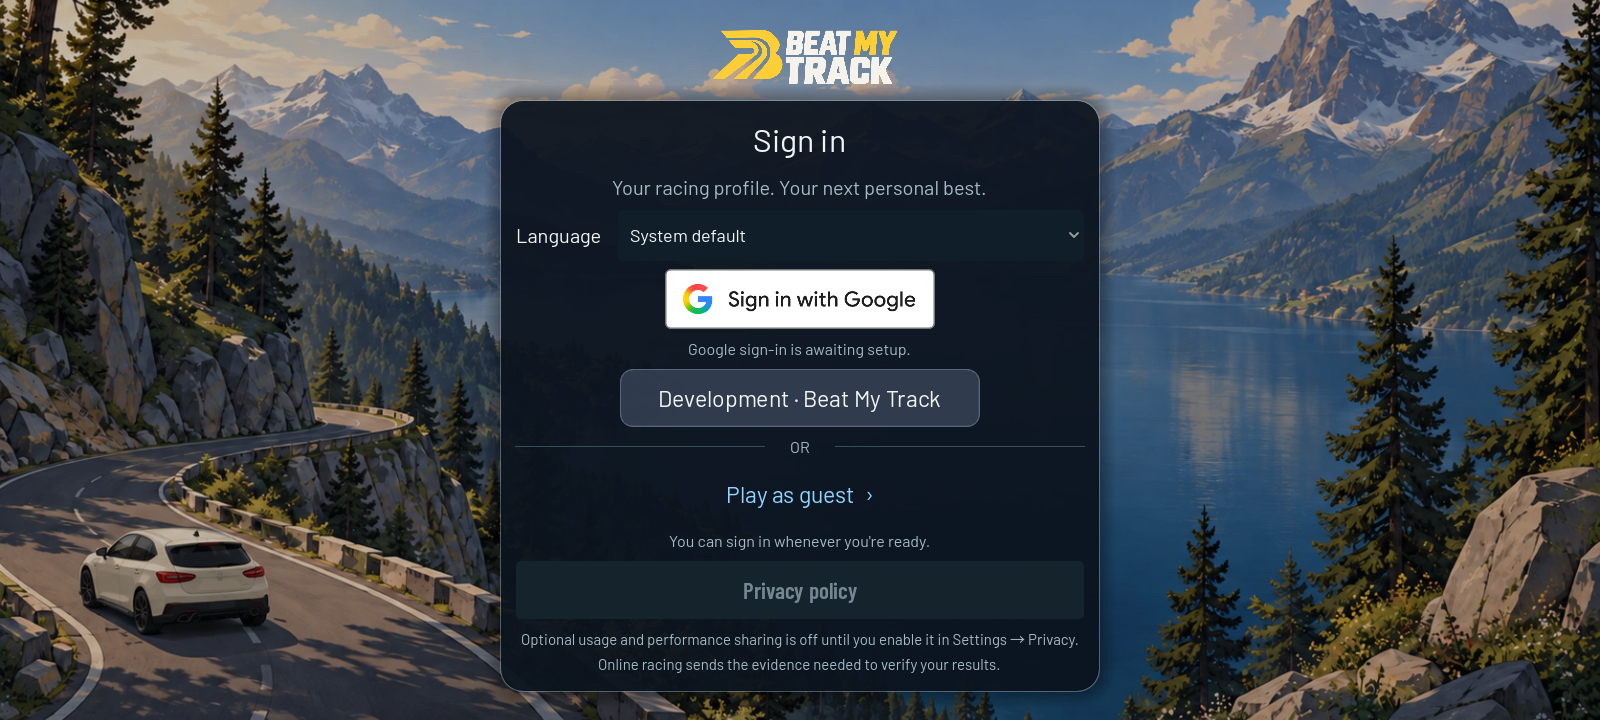 BEAT MY
TRACK
Sign in
Your racing profile. Your next personal best.
Language
System default
Sign in with Google
Google sign-in is awaiting setup.
Development · Beat My Track
OR
Play as guest ›
You can sign in whenever you're ready.
Privacy policy
Optional usage and performance sharing is off until you enable it in Settings → Privacy.
Online racing sends the evidence needed to verify your results.